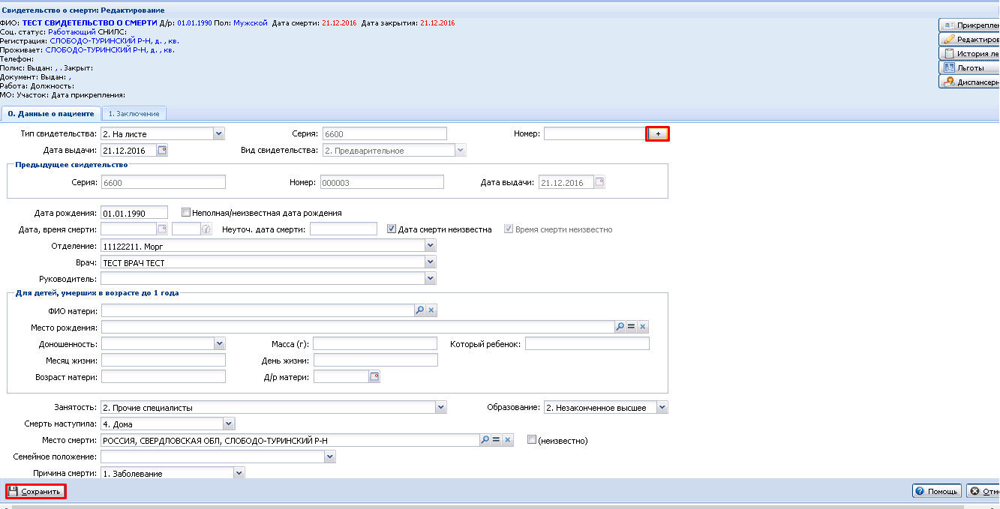 Свидетельство о смерти: Редактирование
ФИО: ТЕСТ СВИДЕТЕЛЬСТВО О СМЕРТИ Д/р: 01.01.1990 Пол: Мужской Дата смерти: 21.12.2016 Дата закрытия: 21.12.2016
Соц. статус: Работающий СНИЛС:
Регистрация: СЛОБОДО-ТУРИНСКИЙ Р-Н, д. , кв.
Проживает: СЛОБОДО-ТУРИНСКИЙ Р-Н, д. , кв.
Телефон:
Полис: Выдан: , . Закрыт:
Документ: Выдан: ,
Работа: Должность:
МО: Участок: Дата прикрепления:
Прикреплен
Редактиров
История ле
Льготы
Диспансерн
0. Данные о пациенте 1. Заключение
Тип свидетельства: 2. На листе Серия: 6600 Номер: +
Дата выдачи: 21.12.2016 Вид свидетельства: 2. Предварительное
Предыдущее свидетельство
Серия: 6600 Номер: 000003 Дата выдачи: 21.12.2016
Дата рождения: 01.01.1990 Неполная/неизвестная дата рождения
Дата, время смерти: Неуточ. дата смерти: Дата смерти неизвестна Время смерти неизвестно
Отделение: 11122211. Морг
Врач: ТЕСТ ВРАЧ ТЕСТ
Руководитель:
Для детей, умерших в возрасте до 1 года
ФИО матери:
Место рождения:
Доношенность: Масса (г): Который ребенок:
Месяц жизни: День жизни:
Возраст матери: Д/р матери:
Занятость: 2. Прочие специалисты Образование: 2. Незаконченное высшее
Смерть наступила: 4. Дома
Место смерти: РОССИЯ, СВЕРДЛОВСКАЯ ОБЛ, СЛОБОДО-ТУРИНСКИЙ Р-Н (неизвестно)
Семейное положение:
Причина смерти: 1. Заболевание
Сохранить Помощь Отме